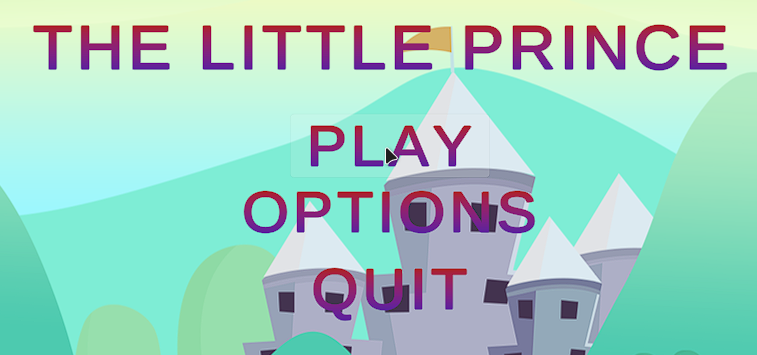 THE LITTLE PRINCE
PLAY
OPTIONS
QUIT